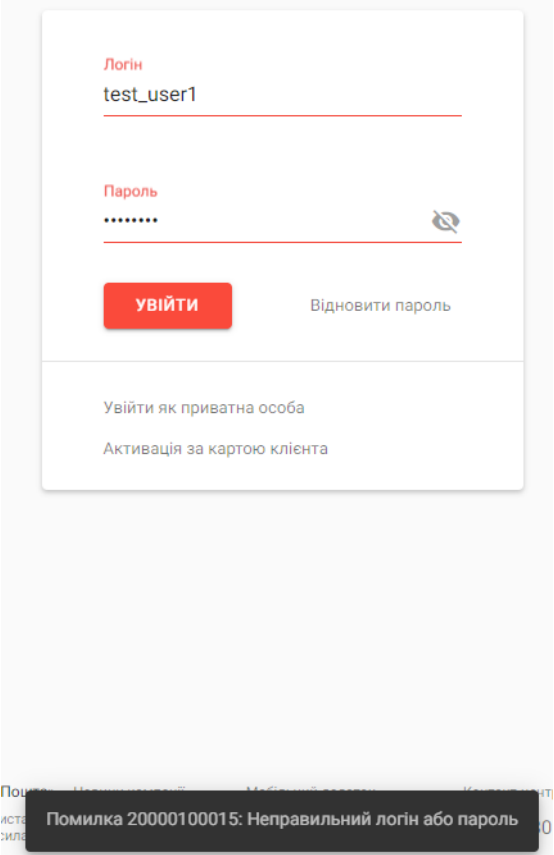 Логін
test_user1
Пароль
••••••••
УВІЙТИ
Відновити пароль
Увійти як приватна особа
Активація за картою клієнта
Помилка 20000100015: Неправильний логін або пароль